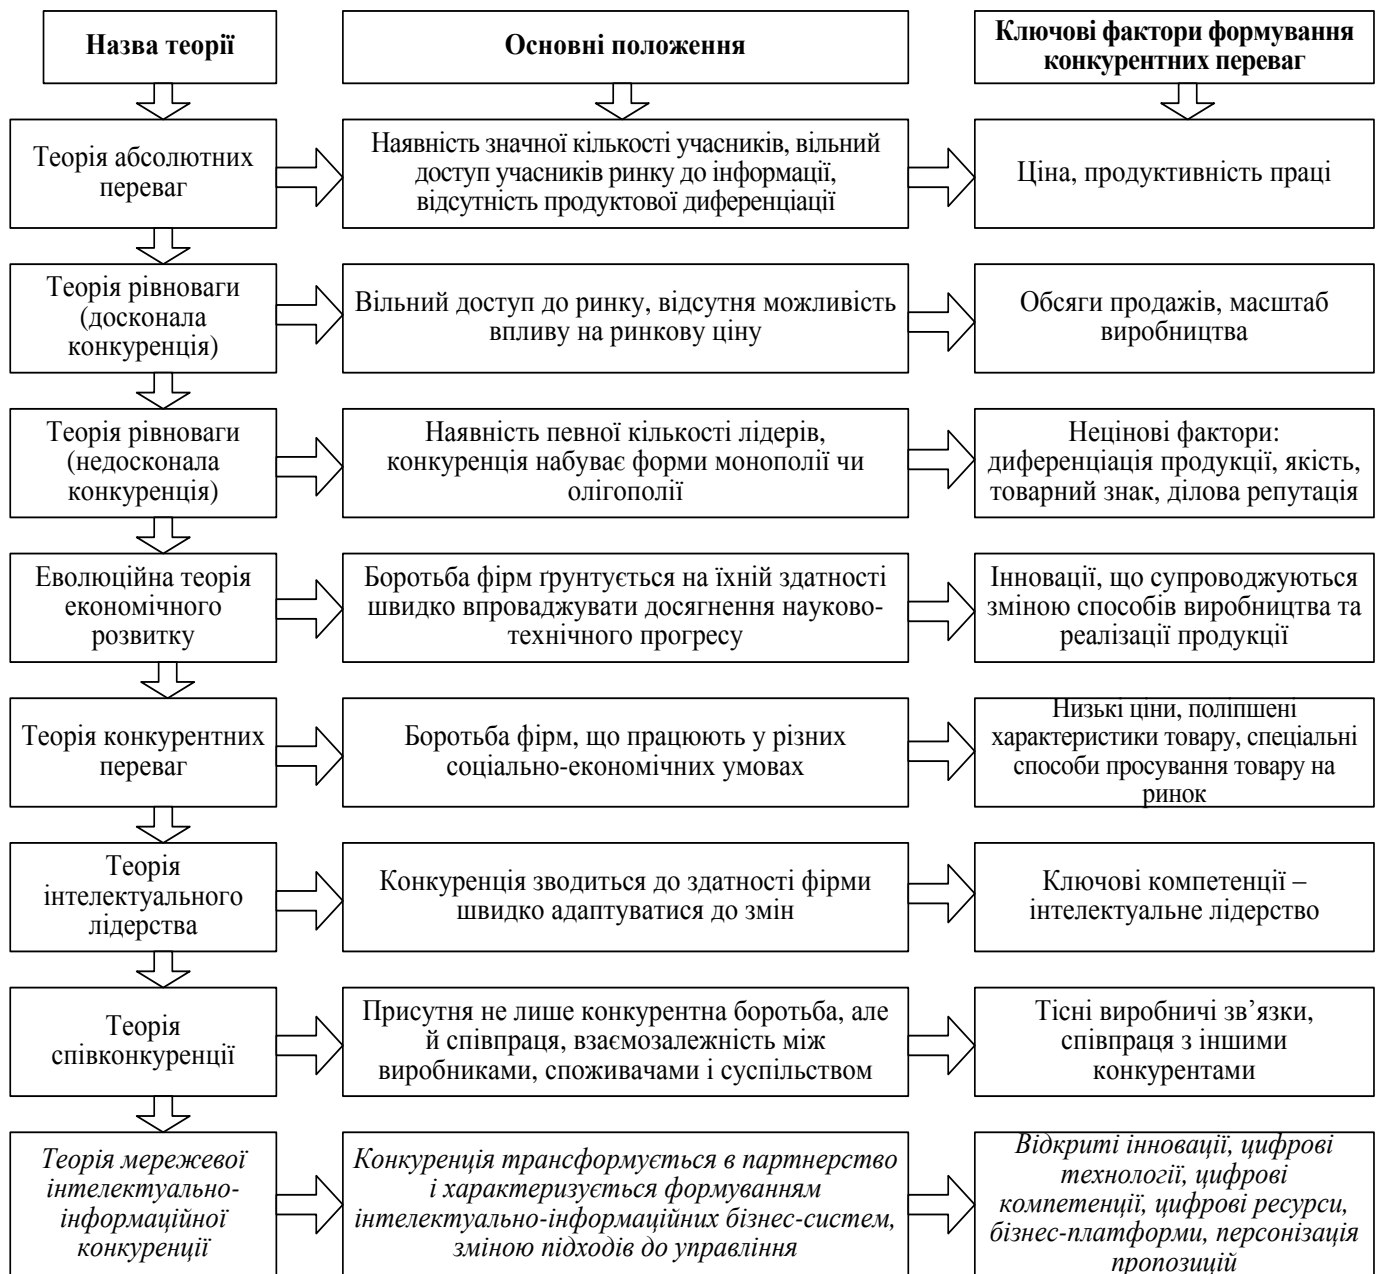 Назва теорії
Основні положення
Ключові фактори формування
конкурентних переваг
Теорія абсолютних
переваг
Наявність значної кількості учасників, вільний
доступ учасників ринку до інформації,
відсутність продуктової диференціації
Ціна, продуктивність праці
Теорія рівноваги
(досконала
конкуренція)
Вільний доступ до ринку, відсутня можливість
впливу на ринкову ціну
Обсяги продажів, масштаб
виробництва
Теорія рівноваги
(недосконала
конкуренція)
Наявність певної кількості лідерів,
конкуренція набуває форми монополії чи
олігополії
Нецінові фактори:
диференціація продукції, якість,
товарний знак, ділова репутація
Еволюційна теорія
економічного
розвитку
Боротьба фірм ґрунтується на їхній здатності
швидко впроваджувати досягнення науково-
технічного прогресу
Інновації, що супроводжуються
зміною способів виробництва та
реалізації продукції
Теорія конкурентних
переваг
Боротьба фірм, що працюють у різних
соціально-економічних умовах
Низькі ціни, поліпшені
характеристики товару, спеціальні
способи просування товару на
ринок
Теорія
інтелектуального
лідерства
Конкуренція зводиться до здатності фірми
швидко адаптуватися до змін
Ключові компетенції –
інтелектуальне лідерство
Теорія
співконкуренції
Присутня не лише конкурентна боротьба, але
й співпраця, взаємозалежність між
виробниками, споживачами і суспільством
Тісні виробничі зв’язки,
співпраця з іншими
конкурентами
Теорія мережевої
інтелектуально-
інформаційної
конкуренції
Конкуренція трансформується в партнерство
і характеризується формуванням
інтелектуально-інформаційних бізнес-систем,
зміною підходів до управління
Відкриті інновації, цифрові
технології, цифрові
компетенції, цифрові ресурси,
бізнес-платформи, персонізація
пропозицій